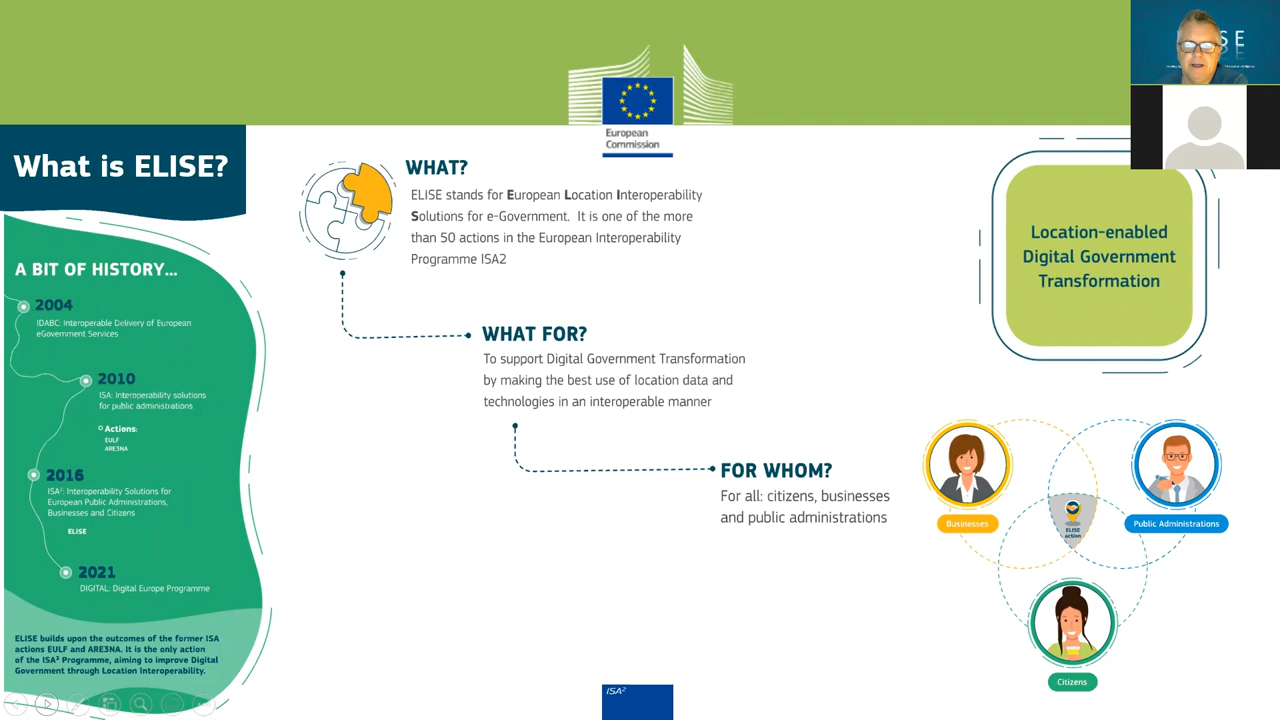 European
Commission
What is ELISE?
A BIT OF HISTORY...
2004
IDABC: Interoperable Delivery of European
eGovernment Services
2010
ISA: Interoperability solutions
for public administrations
Actions:
EULF
ARE3NA
2016
ISA²: Interoperability Solutions for
European Public Administrations,
Businesses and Citizens
ELISE
2021
DIGITAL: Digital Europe Programme
ELISE builds upon the outcomes of the former ISA
actions EULF and ARE3NA. It is the only action
of the ISA² Programme, aiming to improve Digital
Government through Location Interoperability.
WHAT?
ELISE stands for European Location Interoperability
Solutions for e-Government. It is one of the more
than 50 actions in the European Interoperability
Programme ISA2
WHAT FOR?
To support Digital Government Transformation
by making the best use of location data and
technologies in an interoperable manner
FOR WHOM?
For all: citizens, businesses
and public administrations
Location-enabled
Digital Government
Transformation
Businesses
Public Administrations
ELISE
action
Citizens
ISA²